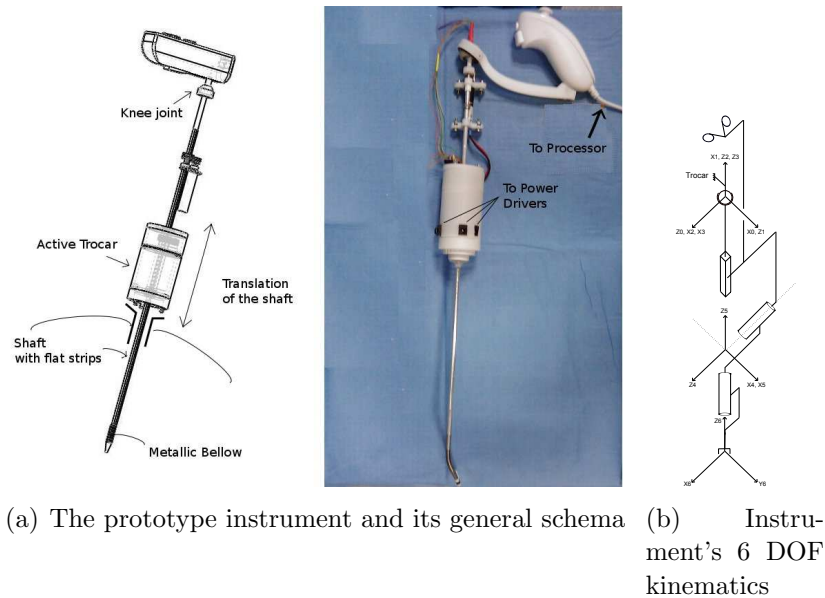 Knee joint
Active Trocar
Translation
of the shaft
Shaft
with flat strips
Metallic Bellow
To Processor
To Power
Drivers
X1, Z2, Z3
Trocar
Z0, X2, X3
X0, Z1
Z5
Z4
X4, X5
Z6
X6
Y6
(a) The prototype instrument and its general schema
(b) Instru-
ment's 6 DOF
kinematics